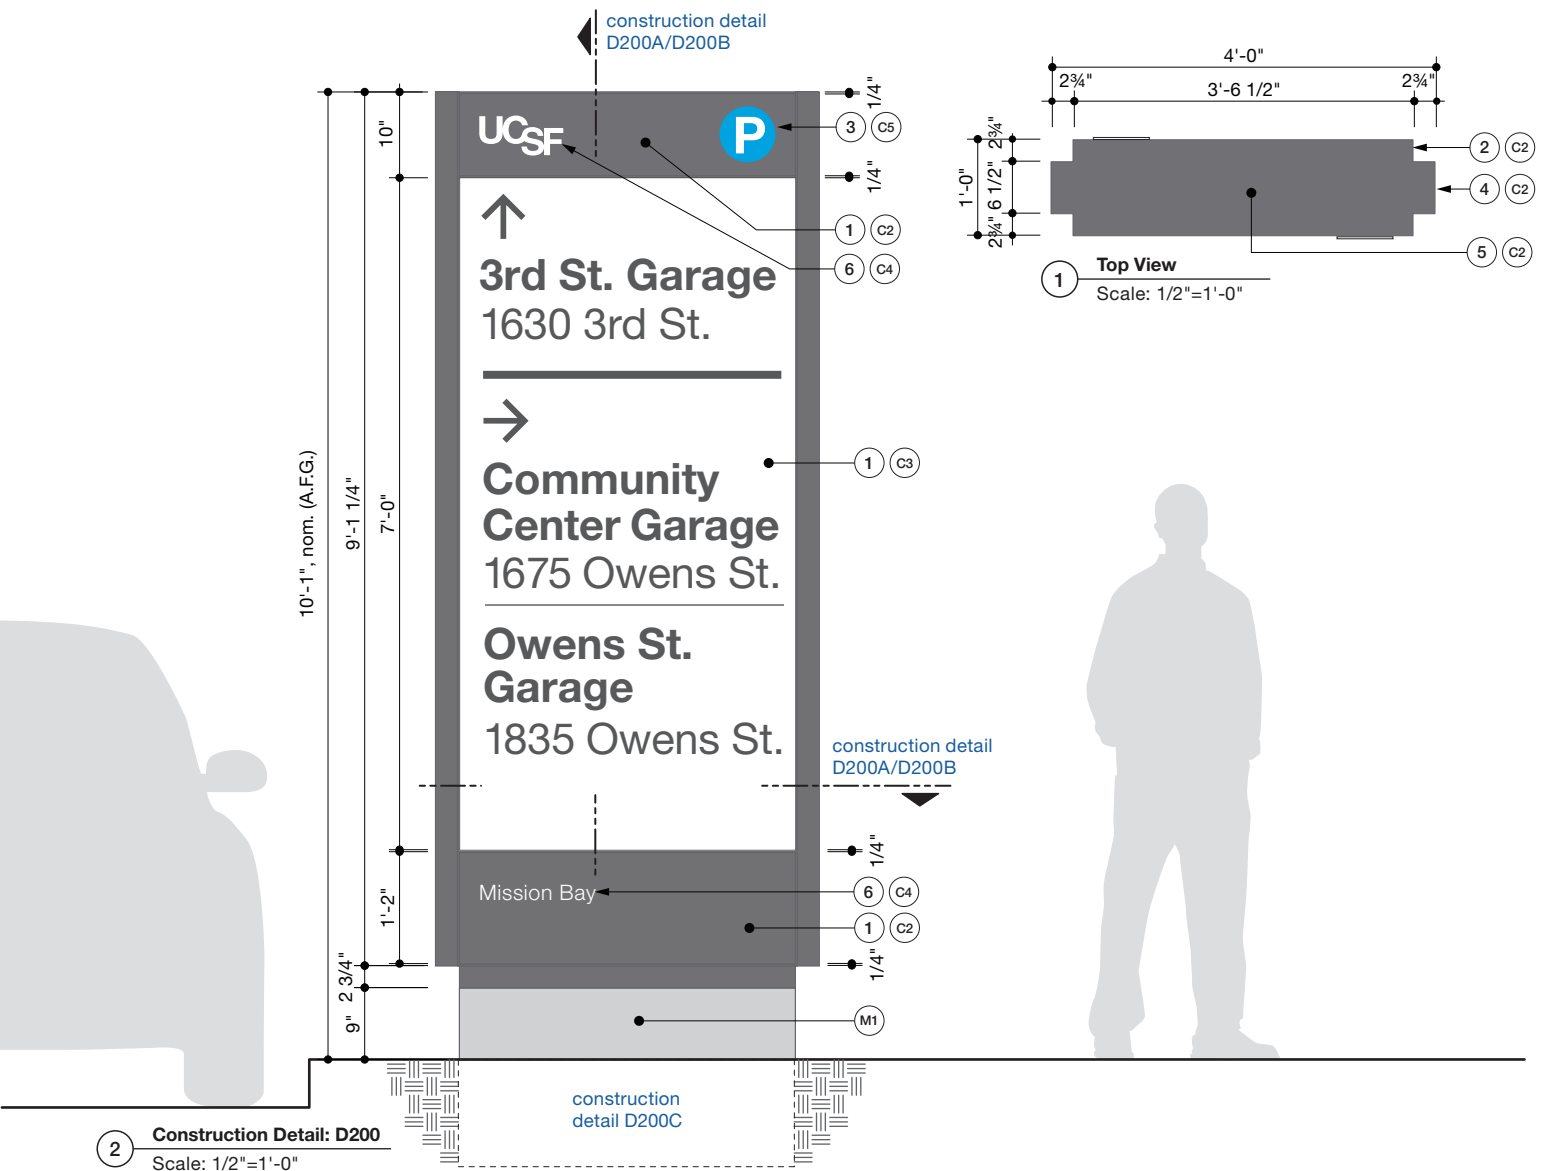 construction detail
D200A/D200B
10'-1", nom. (A.F.G.)
9'-1 1/4"
2 3/4"
9"
10"
7'-0"
1'-2"
UCSF
P
3rd St. Garage
1630 3rd St.
Community
Center Garage
1675 Owens St.
Owens St.
Garage
1835 Owens St.
Mission Bay
1/4"
3 C5
1/4"
1 C2
6 C4
1 C3
construction detail
D200A/D200B
1/4"
6 C4
1 C2
1/4"
M1
construction
detail D200C
2 Construction Detail: D200
Scale: 1/2"=1'-0"
4'-0"
2¾" 3'-6 1/2" 2¾"
1'-0"
2¾"
6 1/2"
2¾"
2 C2
4 C2
5 C2
1 Top View
Scale: 1/2"=1'-0"